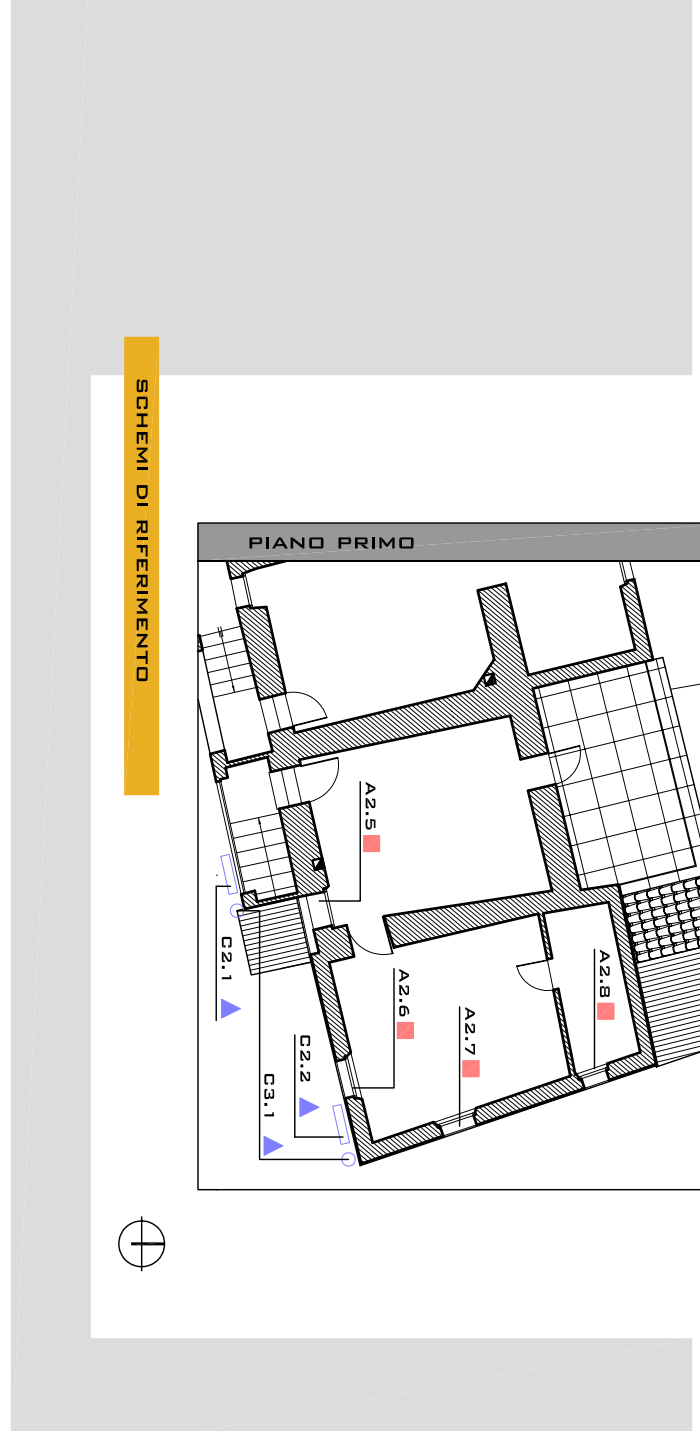 SCHEMI DI RIFERIMENTO
PIANO PRIMO
A2.5
A2.8
C2.1
A2.6
A2.7
C2.2
C3.1